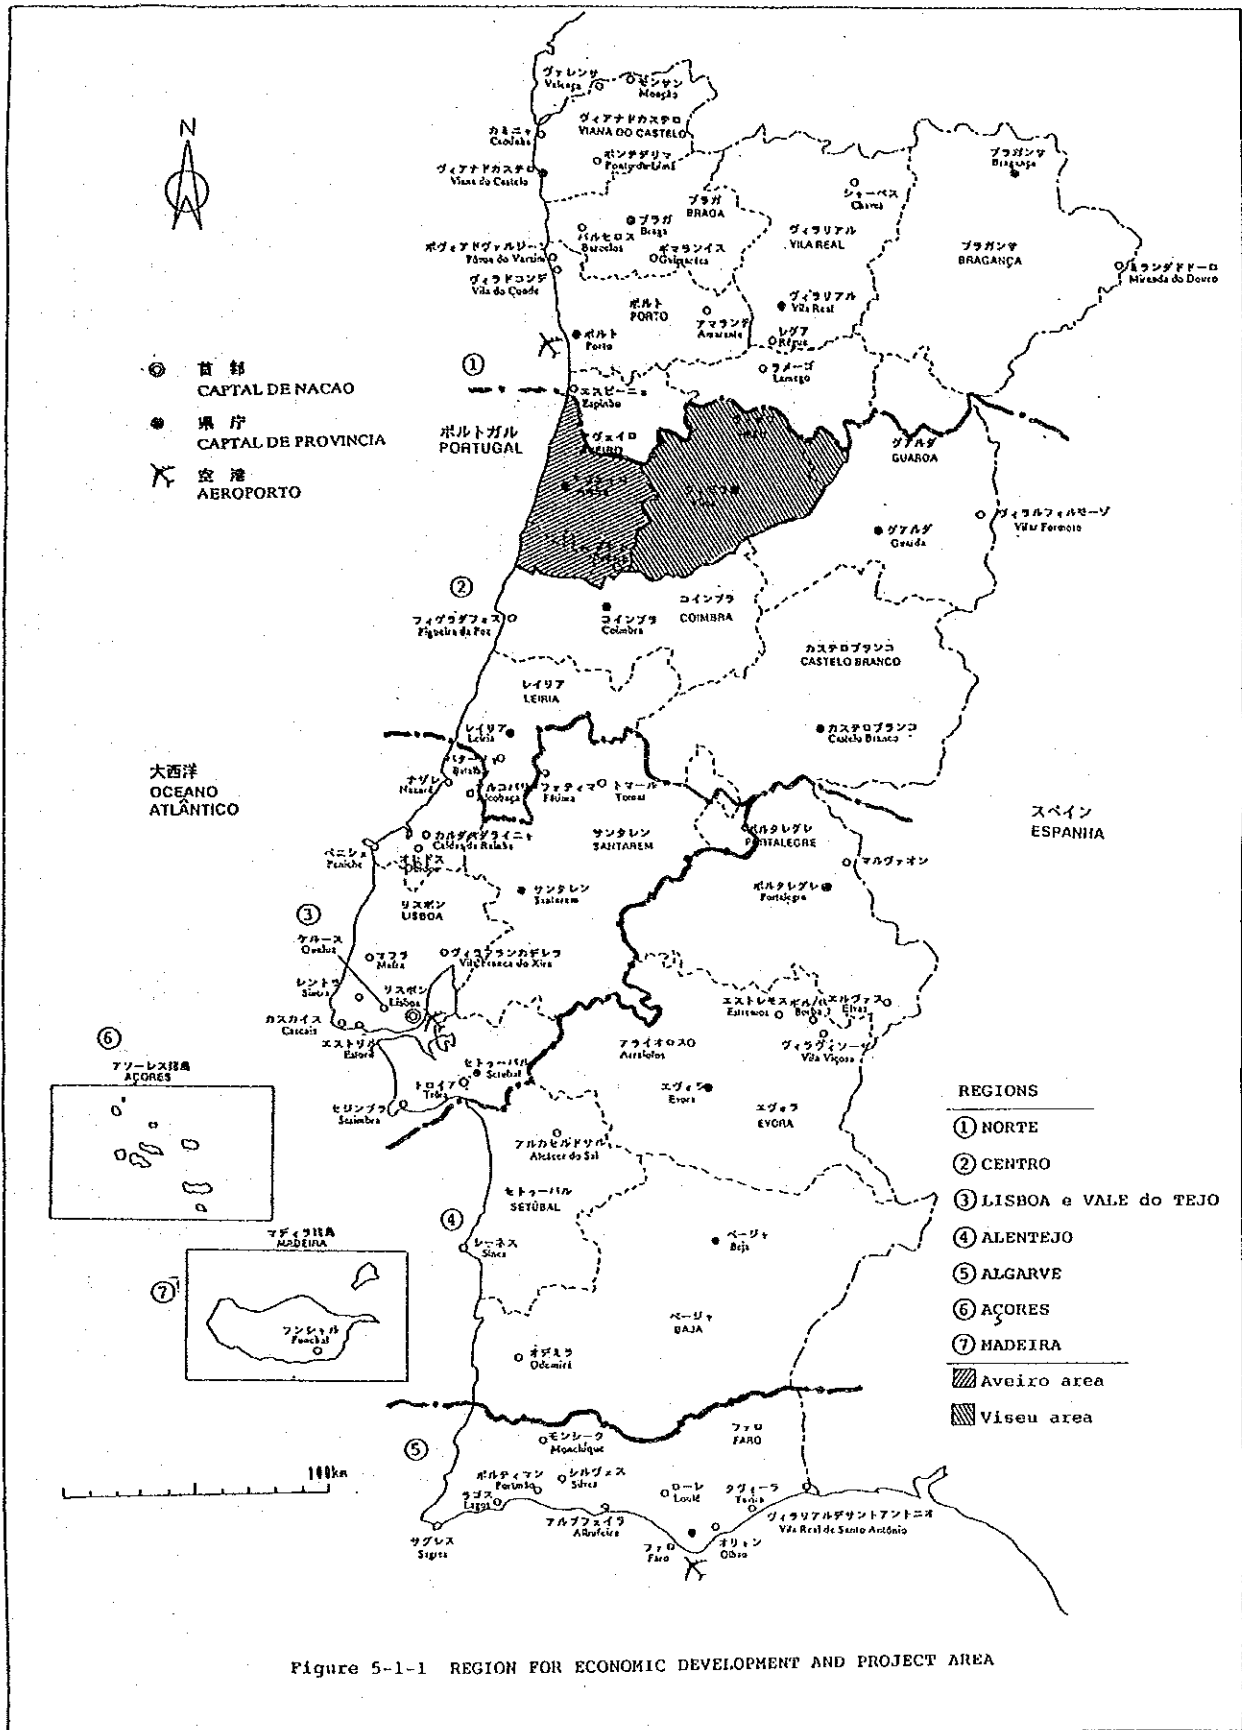 ヴァレンサ
Valença
モンサン
Monção
ヴィアナドカステロ
VIANA DO CASTELO
カミニャ
Caminha
ポンテデリマ
Ponte de Lima
ヴィアナドカステロ
Viana do Castelo
ブラガンサ
Bragança
シャーベス
Chaves
N
ブラガ
BRAGA
ブラガ
Braga
バルセロス
Barcelos
ギマランイス
Guimarães
ヴィラリアル
VILA REAL
ブラガンサ
BRAGANÇA
ポヴィアドヴァルジーン
Póvoa do Varzim
ヴィラドコンデ
Vila do Conde
ミランダドドーロ
Miranda do Douro
ポルト
PORTO
アマランテ
Amarante
ヴィラリアル
Vila Real
ポルト
Porto
レグア
Régua
ラメーゴ
Lamego
①
首都
CAPTAL DE NACAO
エスピーニョ
Espinho
県庁
CAPTAL DE PROVINCIA
ポルトガル
PORTUGAL
空港
AEROPORTO
アヴェイロ
AVEIRO
グアルダ
GUARDA
ヴィラルフォルモーゾ
Vilar Formoso
グアルダ
Guarda
②
フィゲラダフォス
Figueira da Foz
コインブラ
Coimbra
コインブラ
COIMBRA
カステロブランコ
CASTELO BRANCO
レイリア
LEIRIA
レイリア
Leiria
カステロブランコ
Castelo Branco
Batalha
大西洋
OCEANO
ATLÂNTICO
ナザレ
Nazaré
アルコバサ
Alcobaça
ファティマ
Fátima
トマール
Tomar
スペイン
ESPANHA
カルダスダライニャ
Caldas da Rainha
ペニシェ
Peniche
オビドス
Óbidos
サンタレン
SANTAREM
ポルタレグレ
PORTALEGRE
マルヴァオン
サンタレン
Santarem
ポルタレグレ
Portalegre
リスボン
LISBOA
③
ケルース
Queluz
マフラ
Mafra
ヴィラフランカデシラ
Vila Franca de Xira
Sintra
リスボン
Lisboa
カスカイス
Cascais
エストリル
Estoril
エストレモス
Estremoz
ボルバ
Borba
エルヴァス
Elvas
ヴィラヴィソーザ
Vila Viçosa
アライオロス
Arraiolos
⑥
アソーレス諸島
AÇORES
セトゥーバル
Setúbal
トロイア
Tróia
セジンブラ
Sesimbra
エヴォラ
Evora
エヴォラ
EVORA
アルカセルドサル
Alcácer do Sal
セトゥーバル
SETÚBAL
④
シーネス
Sines
ベージャ
Beja
マディラ諸島
MADEIRA
⑦
フンシャル
Funchal
ベージャ
BAJA
オデミラ
Odemira
REGIONS
① NORTE
② CENTRO
③ LISBOA e VALE do TEJO
④ ALENTEJO
⑤ ALGARVE
⑥ AÇORES
⑦ MADEIRA
Aveiro area
Viseu area
⑤
モンシーク
Monchique
ファロ
FARO
100km
ポルティマン
Portimão
シルヴェス
Silves
ラゴス
Lagos
ローレ
Loulé
タヴィーラ
Tavira
アルブフェイラ
Albufeira
ヴィラリアルデサントアントニオ
Vila Real de Santo António
サグレス
Sagres
ファロ
Faro
オリャン
Olhao
Figure 5-1-1 REGION FOR ECONOMIC DEVELOPMENT AND PROJECT AREA